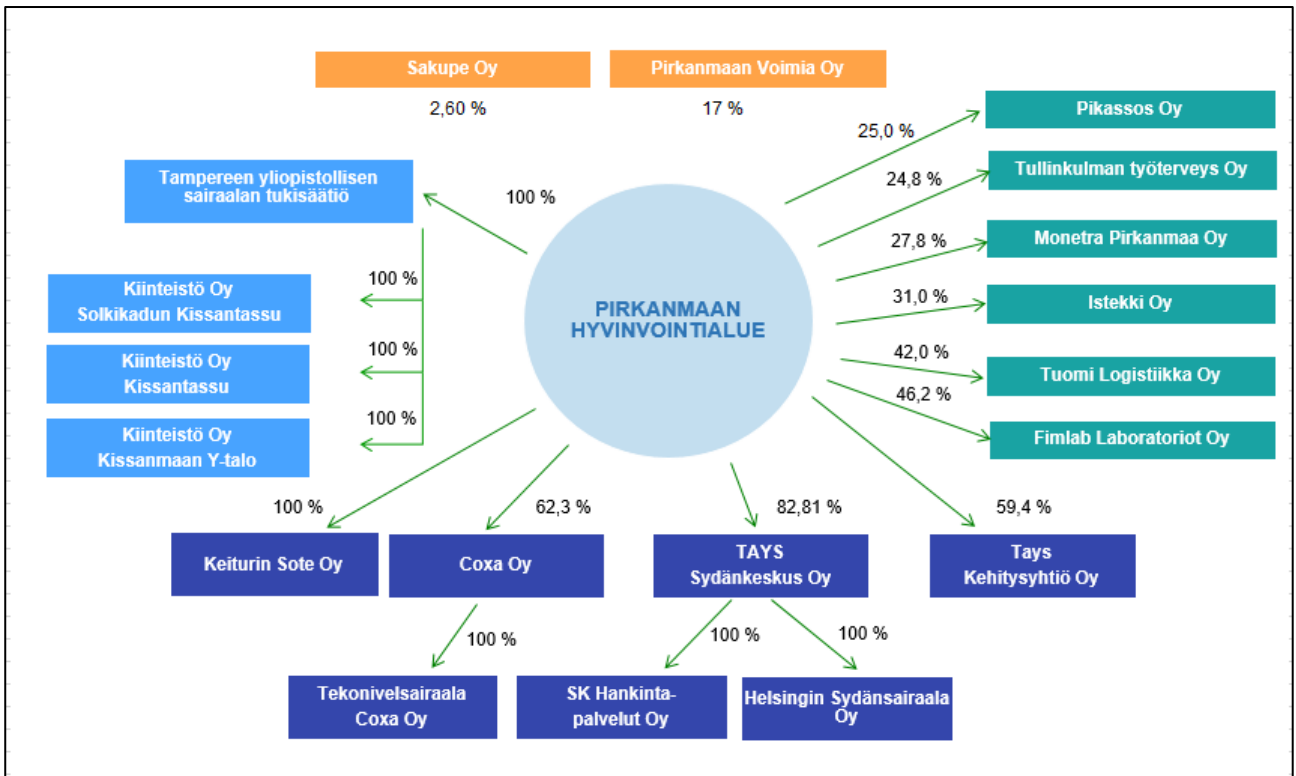 Sakupe Oy
Pirkanmaan Voimia Oy
2,60 %
17 %
Pikassos Oy
25,0 %
Tampereen yliopistollisen
sairaalan tukisäätiö
100 %
Tullinkulman työterveys Oy
24,8 %
Monetra Pirkanmaa Oy
27,8 %
Kiinteistö Oy
Solkikadun Kissantassu
100 %
PIRKANMAAN
HYVINVOINTIALUE
Istekki Oy
31,0 %
Kiinteistö Oy
Kissantassu
100 %
Tuomi Logistiikka Oy
42,0 %
Kiinteistö Oy
Kissanmaan Y-talo
100 %
Fimlab Laboratoriot Oy
46,2 %
100 %
62,3 %
82,81 %
59,4 %
Keiturin Sote Oy
Coxa Oy
TAYS
Sydänkeskus Oy
Tays
Kehitysyhtiö Oy
100 %
100 %
100 %
Tekonivelsairaala
Coxa Oy
SK Hankinta-
palvelut Oy
Helsingin Sydänsairaala
Oy